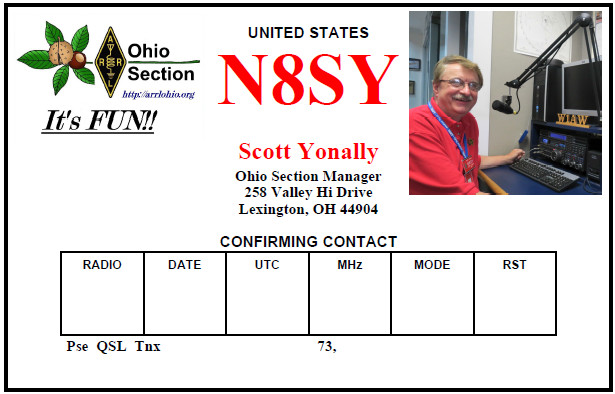 Ohio
Section
ARRL
http://arrlohio.org
It's FUN!!
UNITED STATES
N8SY
Scott Yonally
Ohio Section Manager
258 Valley Hi Drive
Lexington, OH 44904
W1AW
CONFIRMING CONTACT
RADIO DATE UTC MHz MODE RST
Pse QSL Tnx 73,